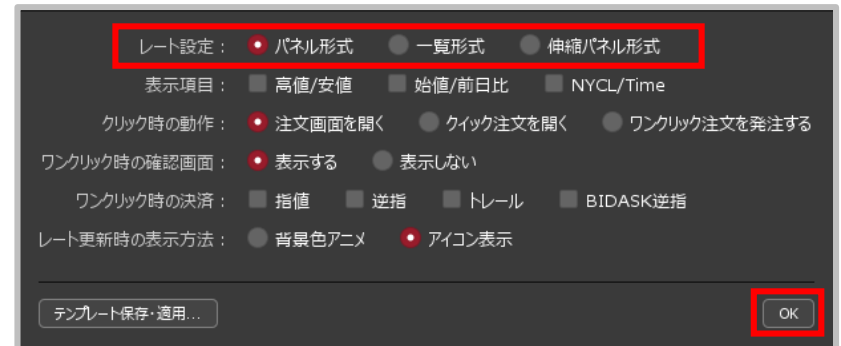 レート設定： パネル形式 一覧形式 伸縮パネル形式
表示項目： 高値/安値 始値/前日比 NYCL/Time
クリック時の動作： 注文画面を開く クイック注文を開く ワンクリック注文を発注する
ワンクリック時の確認画面： 表示する 表示しない
ワンクリック時の決済： 指値 逆指 トレール BIDASK逆指
レート更新時の表示方法： 背景色アニメ アイコン表示
テンプレート保存・適用... OK